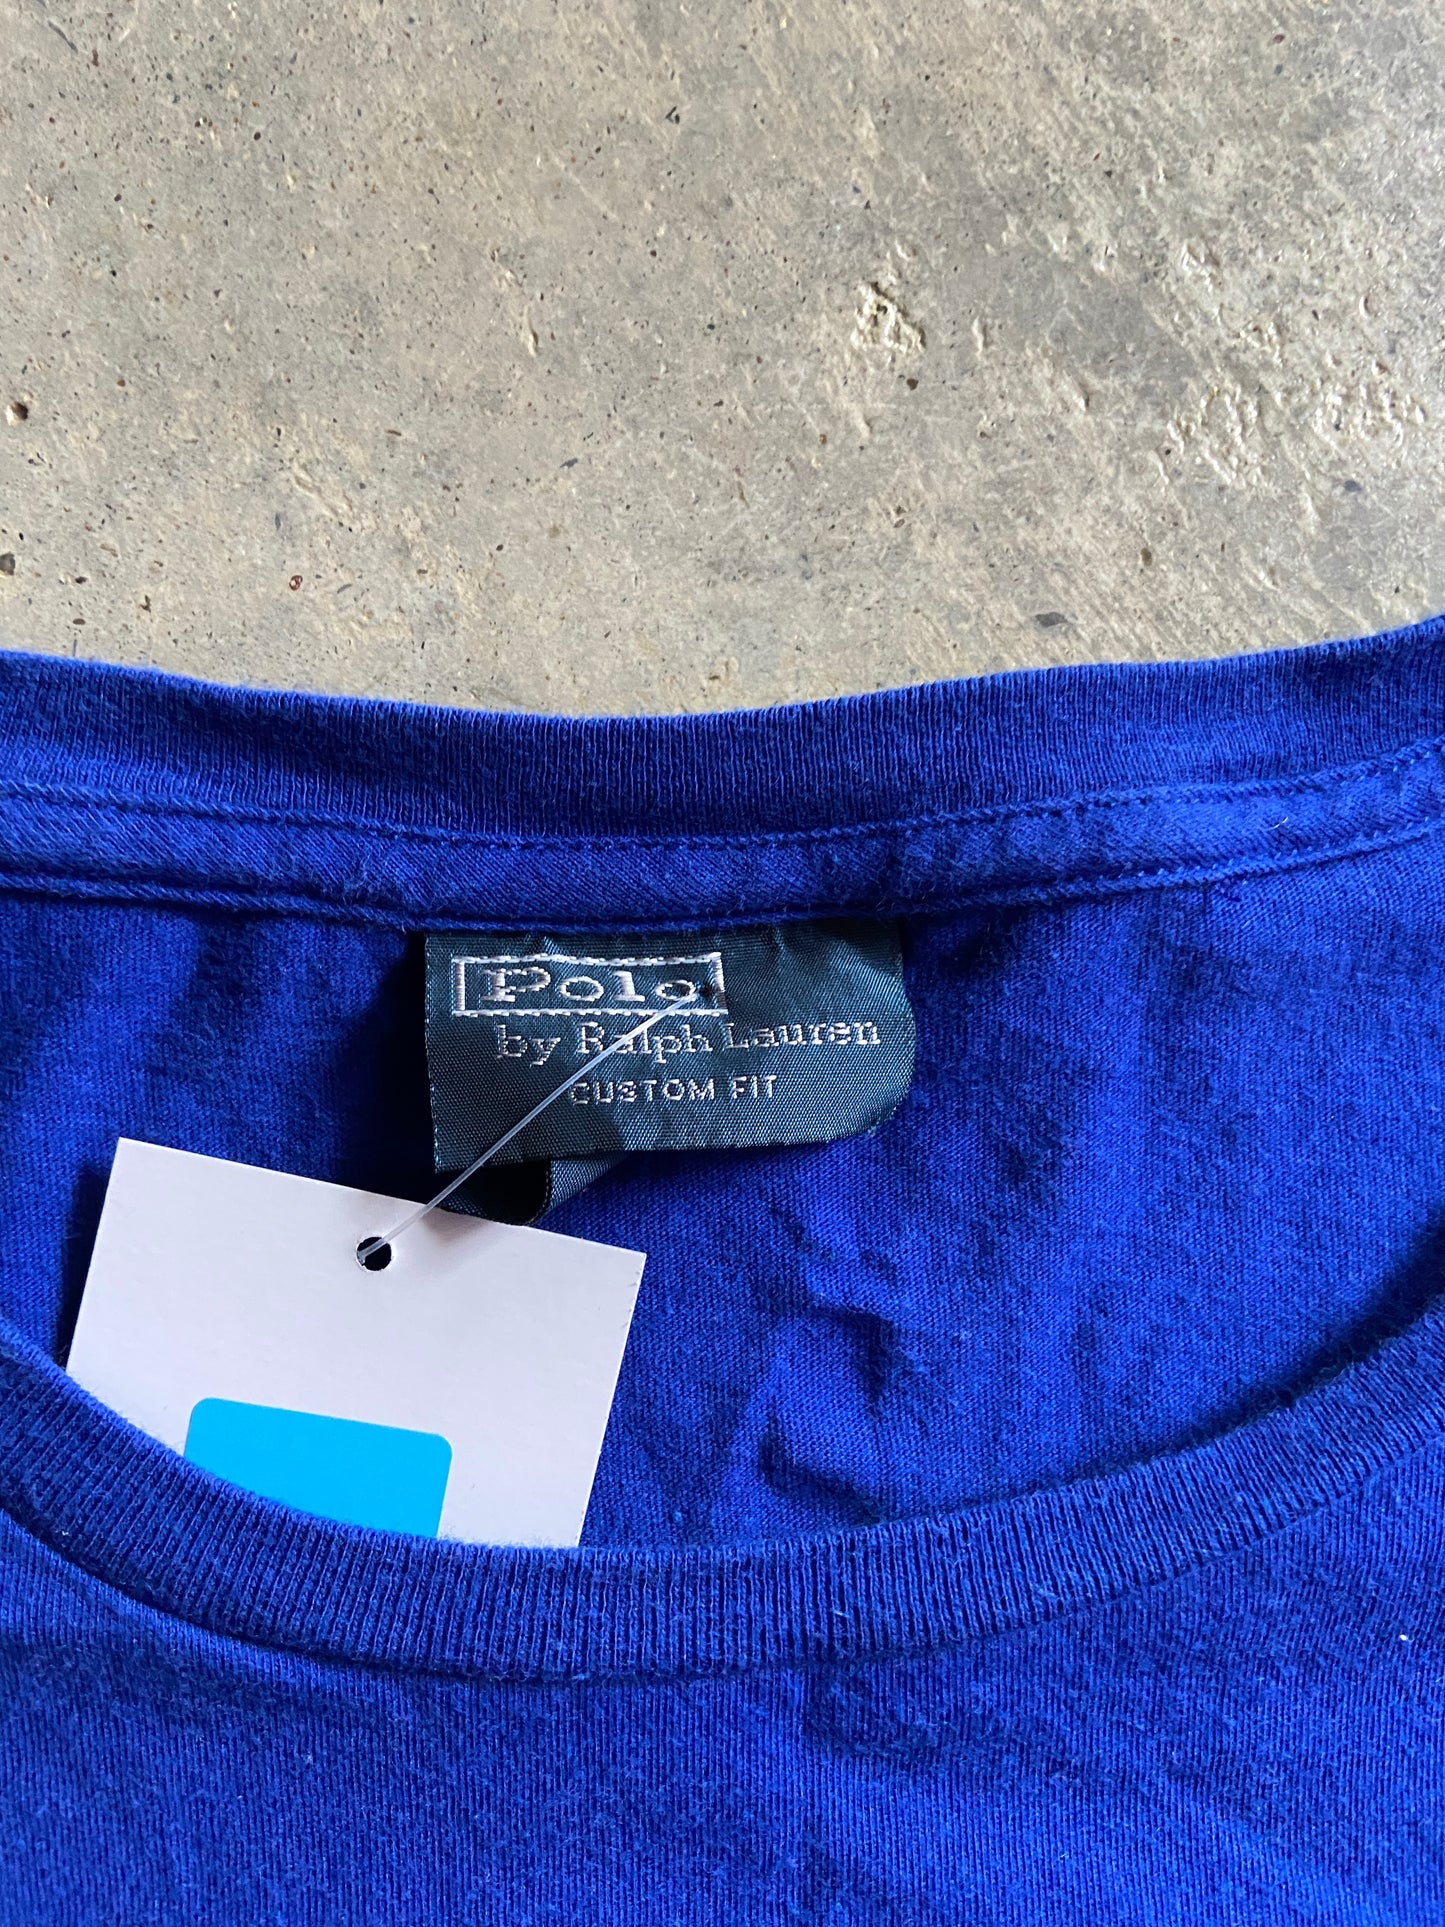 Polo
by Ralph Lauren
CUSTOM FIT